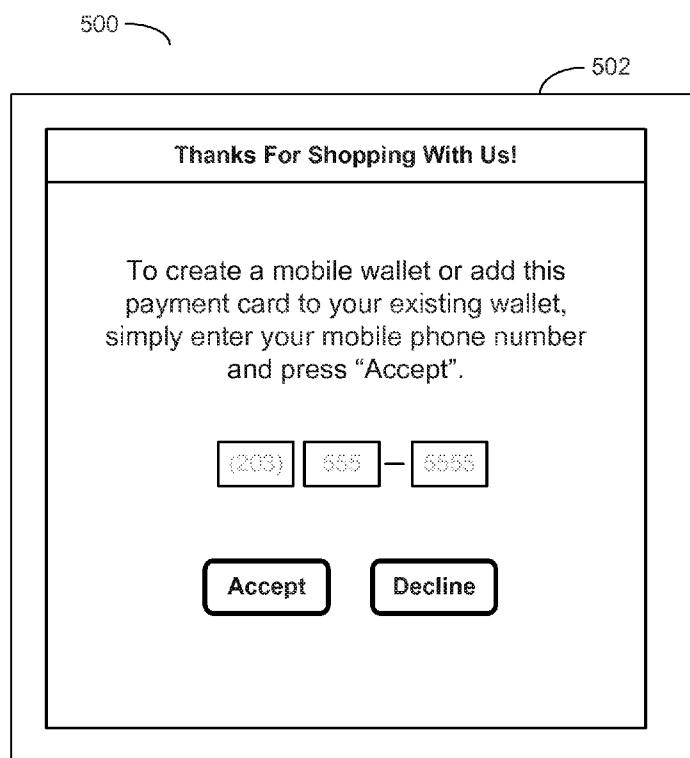 500
502
Thanks For Shopping With Us!
To create a mobile wallet or add this
payment card to your existing wallet,
simply enter your mobile phone number
and press “Accept”.
(203) 555 – 5555
Accept Decline